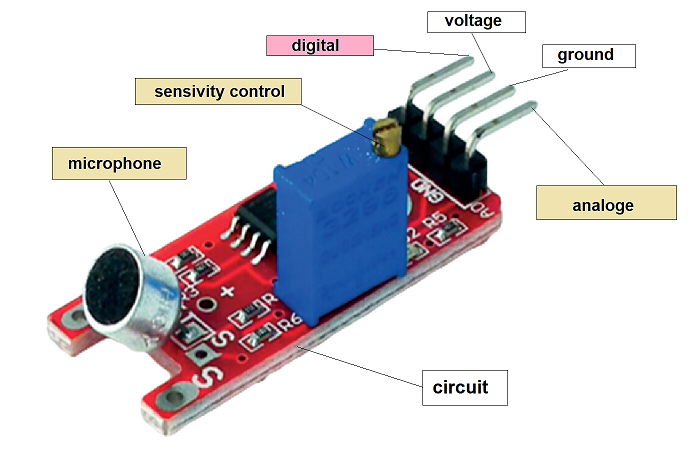 voltage
digital
ground
sensivity control
microphone
analoge
GND
R5
R6
+
S
S
circuit